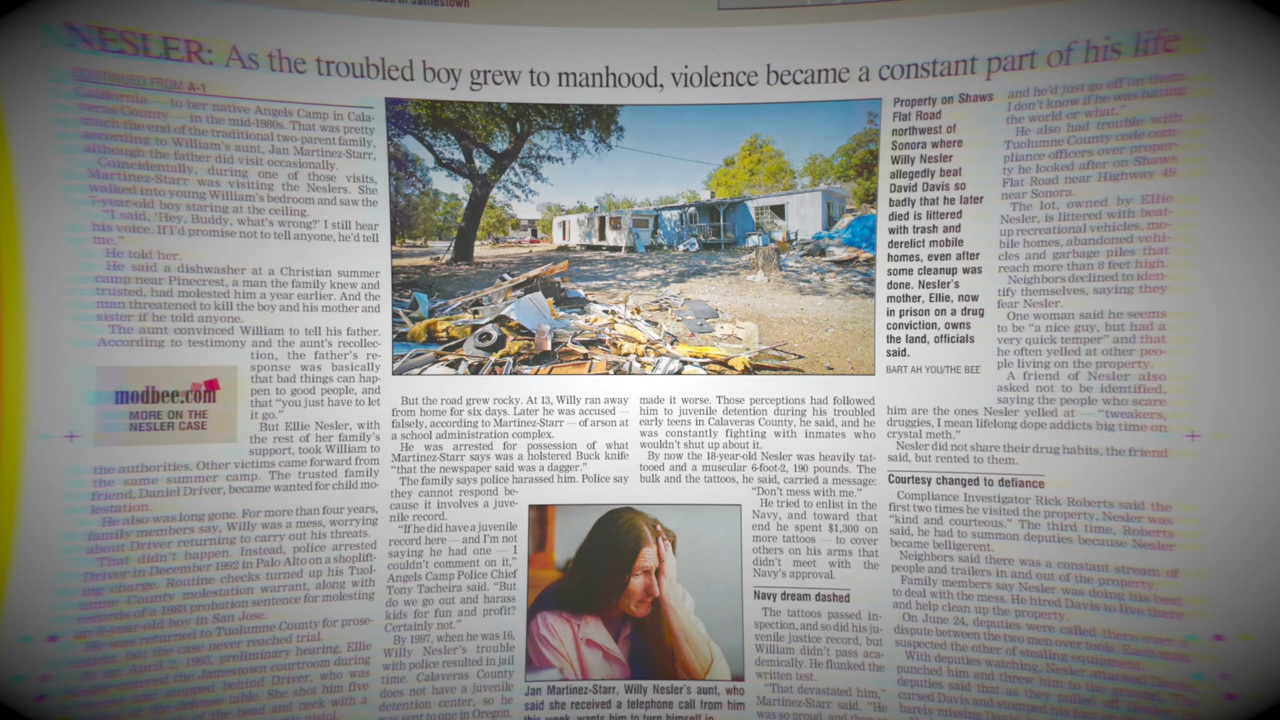 in Jamestown
NESLER: As the troubled boy grew to manhood, violence became a constant part of his life
CONTINUED FROM A-1
California — to her native Angels Camp in Cala-
veras County — in the mid-1980s. That was pretty
much the end of the traditional two-parent family,
according to William's aunt, Jan Martinez-Starr,
although the father did visit occasionally.
Coincidentally, during one of those visits,
Martinez-Starr was visiting the Neslers. She
walked into young William's bedroom and saw the
7-year-old boy staring at the ceiling.
"I said, 'Hey, Buddy, what's wrong?' I still hear
his voice. If I'd promise not to tell anyone, he'd tell
me."
He told her.
He said a dishwasher at a Christian summer
camp near Pinecrest, a man the family knew and
trusted, had molested him a year earlier. And the
man threatened to kill the boy and his mother and
sister if he told anyone.
The aunt convinced William to tell his father.
According to testimony and the aunt's recollec-
tion, the father's re-
sponse was basically
that bad things can hap-
pen to good people, and
that "you just have to let
it go."
But Ellie Nesler, with
the rest of her family's
support, took William to
the authorities. Other victims came forward from
the same summer camp. The trusted family
friend, Daniel Driver, became wanted for child mo-
lestation.
He also was long gone. For more than four years,
family members say, Willy was a mess, worrying
about Driver returning to carry out his threats.
That didn't happen. Instead, police arrested
Driver in December 1992 in Palo Alto on a shoplift-
ing charge. Routine checks turned up his Tuol-
umne County molestation warrant, along with
records of a 1983 probation sentence for molesting
an 8-year-old boy in San Jose.
He was returned to Tuolumne County for prose-
cution, but the case never reached trial.
At an April 2, 1993, preliminary hearing, Ellie
Nesler entered the Jamestown courtroom during
and stopped behind Driver, who was
the defense table. She shot him five
the head and neck with a
pistol.
modbee.com
MORE ON THE
NESLER CASE
But the road grew rocky. At 13, Willy ran away
from home for six days. Later he was accused —
falsely, according to Martinez-Starr — of arson at
a school administration complex.
He was arrested for possession of what
Martinez-Starr says was a holstered Buck knife
"that the newspaper said was a dagger."
The family says police harassed him. Police say
they cannot respond be-
cause it involves a juve-
nile record.
"If he did have a juvenile
record here — and I'm not
saying he had one — I
couldn't comment on it,"
Angels Camp Police Chief
Tony Tacheira said. "But
do we go out and harass
kids for fun and profit?
Certainly not."
By 1997, when he was 16,
Willy Nesler's trouble
with police resulted in jail
time. Calaveras County
does not have a juvenile
detention center, so he
was sent to one in Oregon.
made it worse. Those perceptions had followed
him to juvenile detention during his troubled
early teens in Calaveras County, he said, and he
was constantly fighting with inmates who
wouldn't shut up about it.
By now the 18-year-old Nesler was heavily tat-
tooed and a muscular 6-foot-2, 190 pounds. The
bulk and the tattoos, he said, carried a message:
"Don't mess with me."
He tried to enlist in the
Navy, and toward that
end he spent $1,300 on
more tattoos — to cover
others on his arms that
didn't meet with the
Navy's approval.
Navy dream dashed
The tattoos passed in-
spection, and so did his ju-
venile justice record, but
William didn't pass aca-
demically. He flunked the
written test.
"That devastated him,"
Martinez-Starr said. "He
was so proud, and then
Jan Martinez-Starr, Willy Nesler's aunt, who
said she received a telephone call from him
this week, wants him to turn himself in.
Property on Shaws
Flat Road
northwest of
Sonora where
Willy Nesler
allegedly beat
David Davis so
badly that he later
died is littered
with trash and
derelict mobile
homes, even after
some cleanup was
done. Nesler's
mother, Ellie, now
in prison on a drug
conviction, owns
the land, officials
said.
BART AH YOU/THE BEE
and he'd just go off on them.
I don't know if he was hating
the world or what."
He also had trouble with
Tuolumne County code com-
pliance officers over proper-
ty he looked after on Shaws
Flat Road near Highway 49
near Sonora.
The lot, owned by Ellie
Nesler, is littered with beat-
up recreational vehicles, mo-
bile homes, abandoned vehi-
cles and garbage piles that
reach more than 8 feet high.
Neighbors declined to iden-
tify themselves, saying they
fear Nesler.
One woman said he seems
to be "a nice guy, but had a
very quick temper" and that
he often yelled at other peo-
ple living on the property.
A friend of Nesler also
asked not to be identified,
saying the people who scare
him are the ones Nesler yelled at — "tweakers,
druggies, I mean lifelong dope addicts big time on
crystal meth."
Nesler did not share their drug habits, the friend
said, but rented to them.
Courtesy changed to defiance
Compliance Investigator Rick Roberts said the
first two times he visited the property, Nesler was
"kind and courteous." The third time, Roberts
said, he had to summon deputies because Nesler
became belligerent.
Neighbors said there was a constant stream of
people and trailers in and out of the property.
Family members say Nesler was doing his best
to deal with the mess. He hired Davis to live there
and help clean up the property.
On June 24, deputies were called there over a
dispute between the two men over tools. Each man
suspected the other of stealing equipment.
With deputies watching, Nesler attacked Davis,
punched him and threw him to the ground,
deputies said that as they pulled
cursed Davis and stomped his
barely missing Davis'